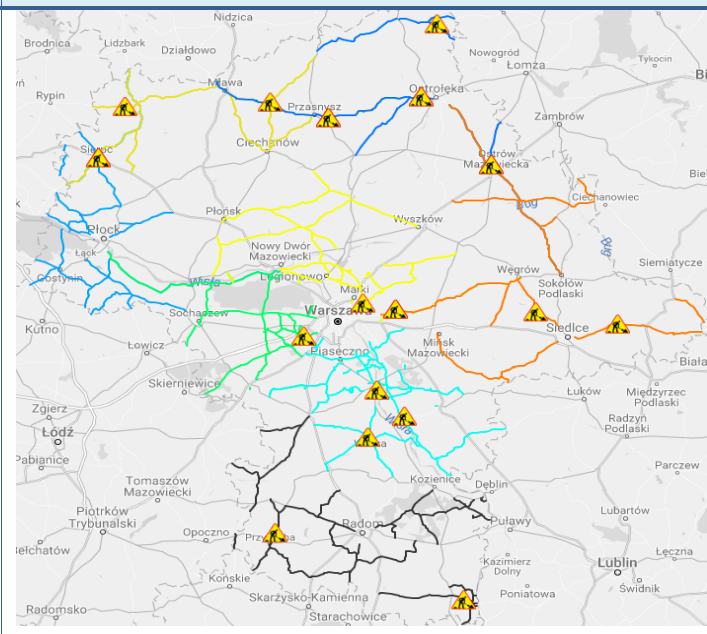 Nidzica
Brodnica
Lidzbark
Działdowo
Nowogród
Łomża
Tykocin
Rypin
Mława
Przasnysz
Ostrołęka
Zambrów
Ciechanów
Ostrów
Mazowiecka
Ciechanowiec
Bug
Płońsk
Wyszków
Płock
Łąck
Nowy Dwór
Mazowiecki
Legionowo
Węgrów
Siemiatycze
Gostynin
Wisła
Marki
Sokołów
Podlaski
Sochaczew
Kutno
Siedlce
Łowicz
Piaseczno
Mińsk
Mazowiecki
Skierniewice
Łuków
Międzyrzec
Podlaski
Zgierz
Łódź
Radzyń
Podlaski
Pabianice
Parczew
Tomaszów
Mazowiecki
Kozienice
Dęblin
Piotrków
Trybunalski
Opoczno
Radom
Puławy
Lubartów
Łęczna
Kazimierz
Dolny
Lublin
Świdnik
Końskie
Poniatowa
Radomsko
Skarżysko-Kamienna
Starachowice